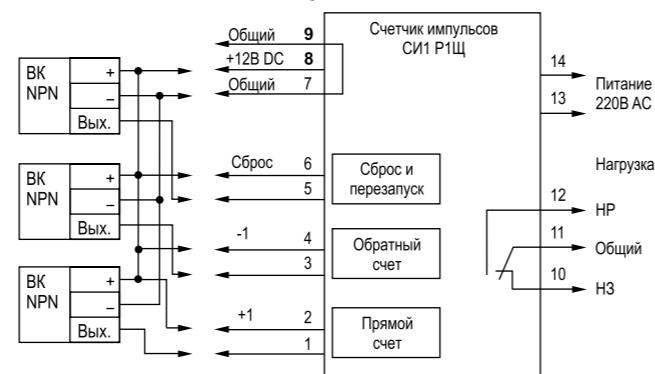 Общий 9
Счетчик импульсов
СИ1 Р1Щ
+12В DC 8
Общий 7
ВК
NPN
+
–
Вых.
14
13
Питание
220В AC
Сброс 6
5
Сброс и
перезапуск
ВК
NPN
+
–
Вых.
Нагрузка
12
НР
-1 4
3
Обратный
счет
11
Общий
10
НЗ
ВК
NPN
+
–
Вых.
+1 2
1
Прямой
счет